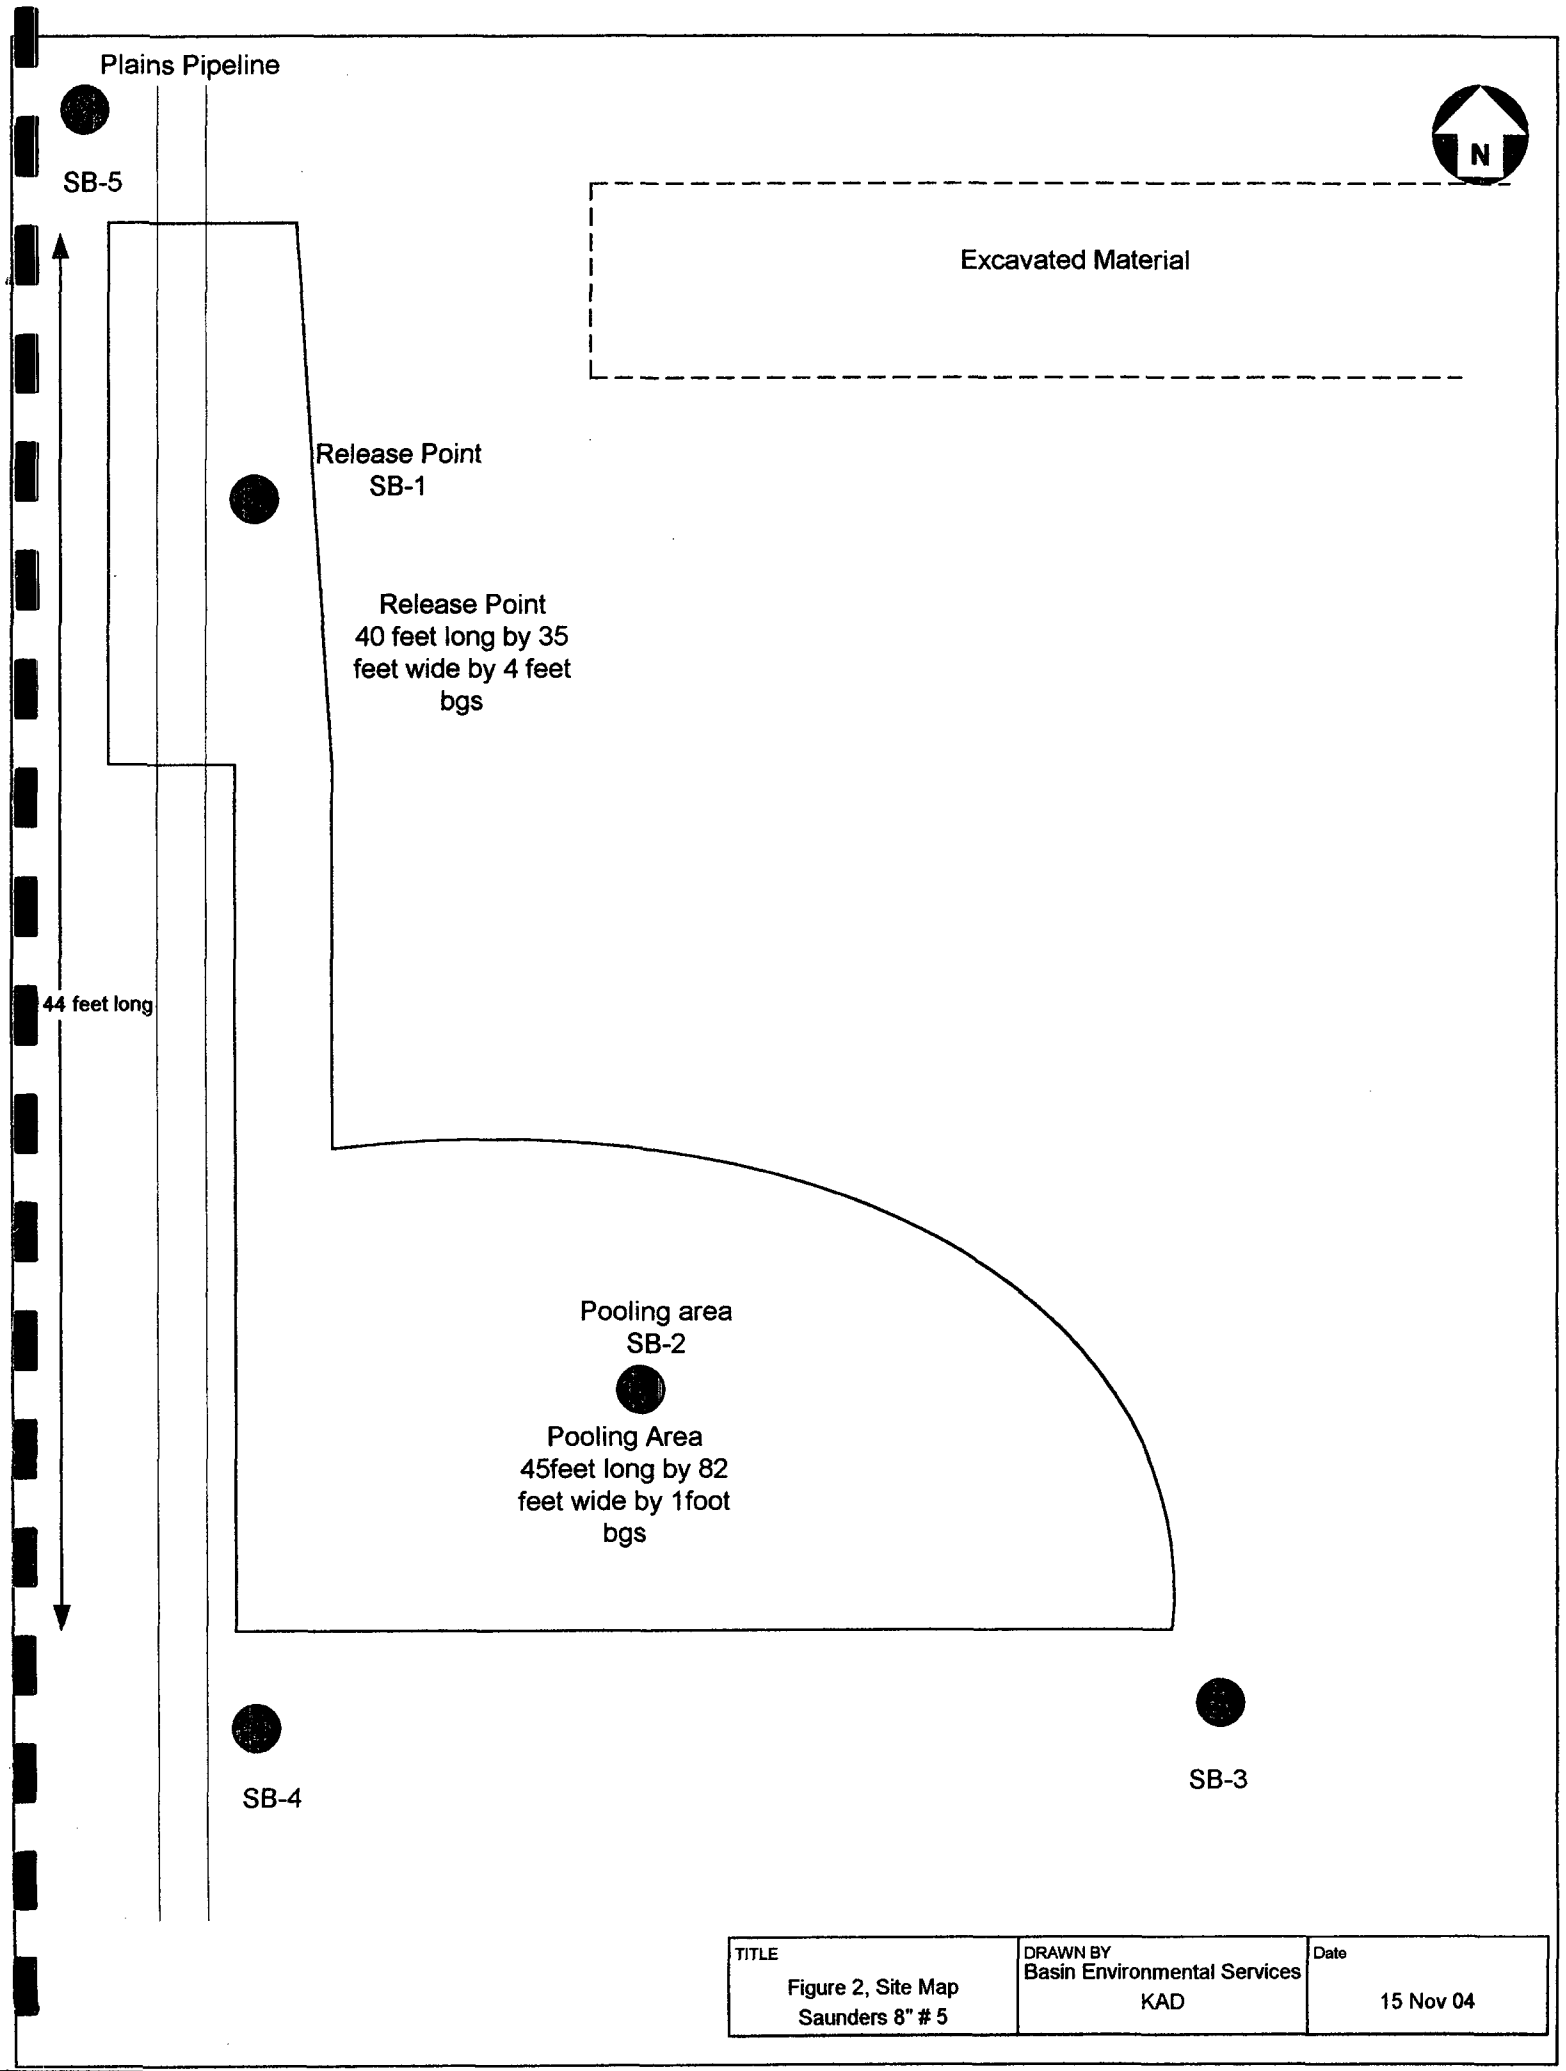 Plains Pipeline
SB-5
N
Excavated Material
Release Point
SB-1
Release Point
40 feet long by 35
feet wide by 4 feet
bgs
44 feet long
Pooling area
SB-2
Pooling Area
45feet long by 82
feet wide by 1foot
bgs
SB-4
SB-3
TITLE
Figure 2, Site Map
Saunders 8" # 5
DRAWN BY
Basin Environmental Services
KAD
Date
15 Nov 04